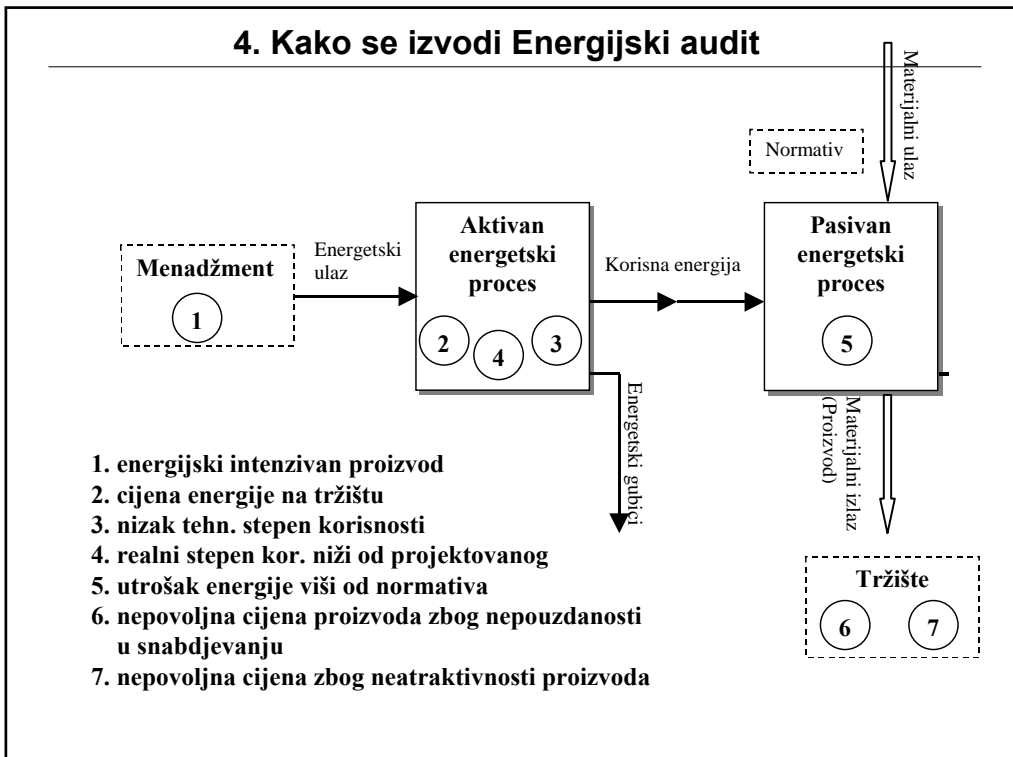 4. Kako se izvodi Energijski audit
Materijalni ulaz
Normativ
Menadžment
1
Energetski
ulaz
Aktivan
energetski
proces
2
4
3
Korisna energija
Pasivan
energetski
proces
5
Energetski gubici
Materijalni izlaz
(Proizvod)
1. energijski intenzivan proizvod
2. cijena energije na tržištu
3. nizak tehn. stepen korisnosti
4. realni stepen kor. niži od projektovanog
5. utrošak energije viši od normativa
6. nepovoljna cijena proizvoda zbog nepouzdanosti
u snabdjevanju
7. nepovoljna cijena zbog neatraktivnosti proizvoda
Tržište
6
7